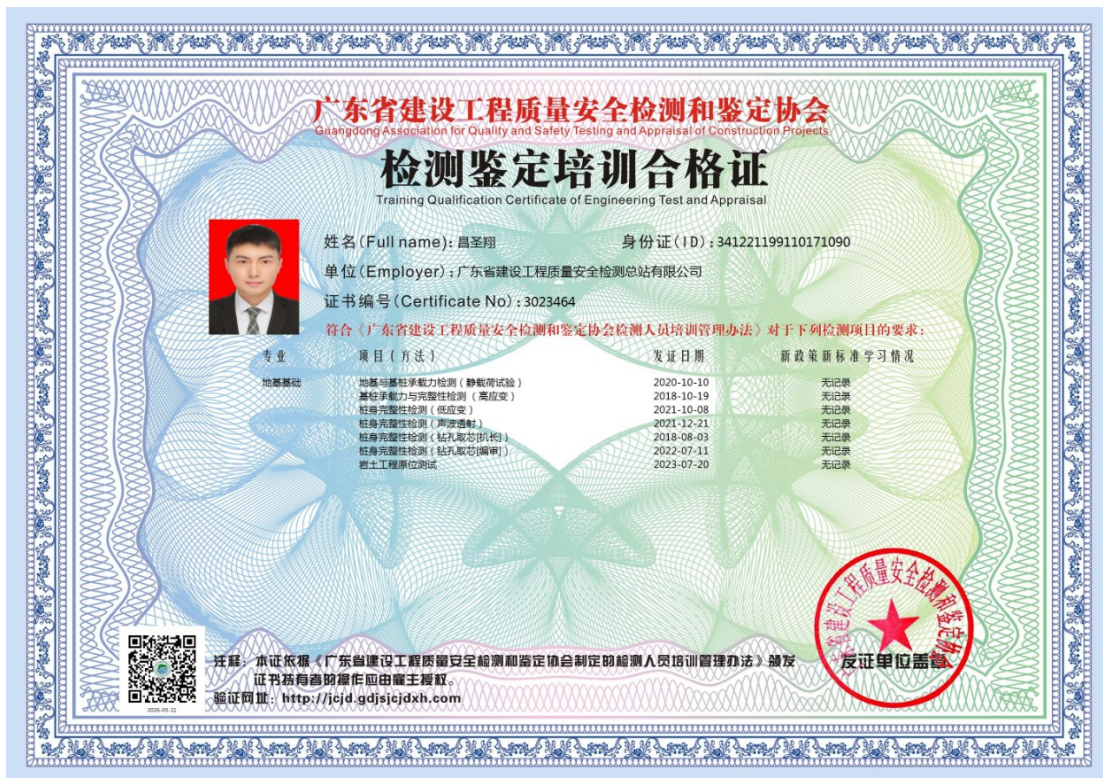 广东省建设工程质量安全检测和鉴定协会
Guangdong Association for Quality and Safety Testing and Appraisal of Construction Projects
检测鉴定培训合格证
Training Qualification Certificate of Engineering Test and Appraisal
姓名(Full name)：昌圣翔 身份证(ID)：341221199110171090
单位(Employer)：广东省建设工程质量安全检测总站有限公司
证书编号(Certificate No)：3023464
符合《广东省建设工程质量安全检测和鉴定协会检测人员培训管理办法》对于下列检测项目的要求：
专业 项目(方法) 发证日期 新政策新标准学习情况
地基基础 地基与基桩承载力检测（静载荷试验） 2020-10-10 无记录
基桩承载力与完整性检测（高应变） 2018-10-19 无记录
桩身完整性检测（低应变） 2021-10-08 无记录
桩身完整性检测（声波透射） 2021-12-21 无记录
桩身完整性检测（钻孔取芯[机长]） 2018-08-03 无记录
桩身完整性检测（钻孔取芯[编审]） 2022-07-11 无记录
岩土工程原位测试 2023-07-20 无记录
省建设工程质量安全检测和鉴定协会
发证单位盖章
注释：本证依据《广东省建设工程质量安全检测和鉴定协会制定的检测人员培训管理办法》颁发
证书持有者的操作应由雇主授权。
验证网址：http://jcjd.gdjsjcjdxh.com